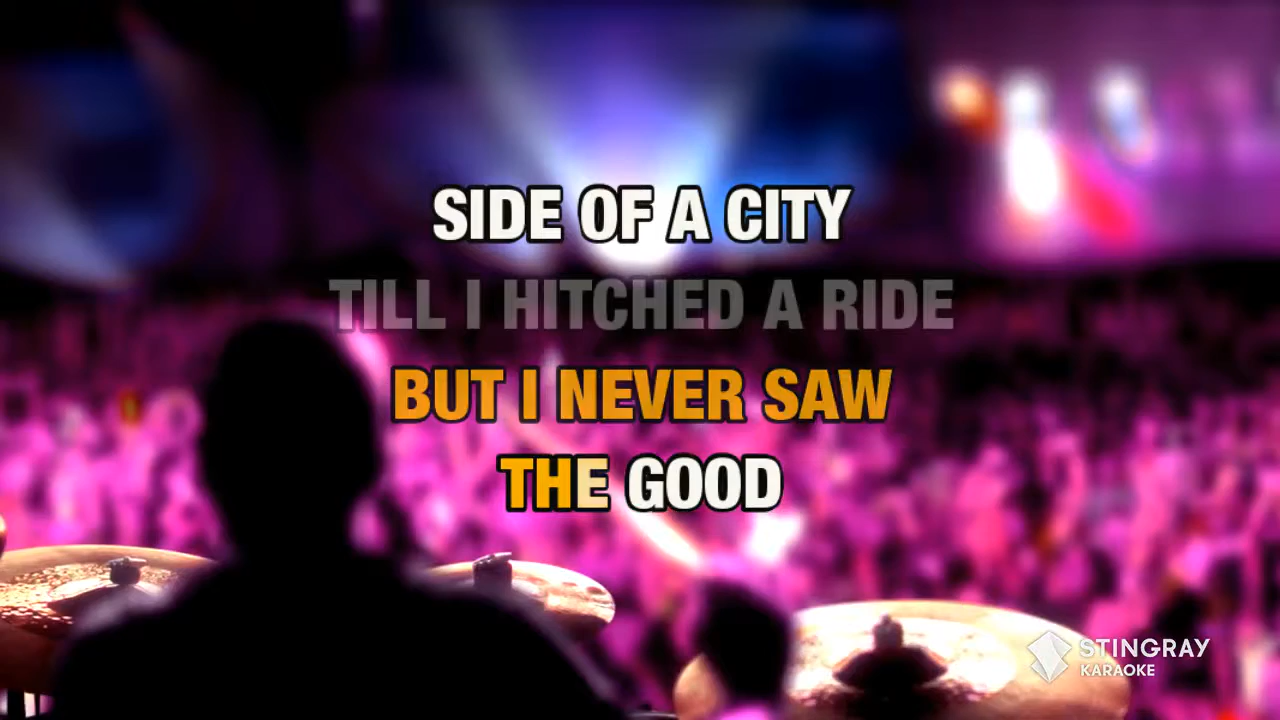 SIDE OF A CITY
TILL I HITCHED A RIDE
BUT I NEVER SAW
THE GOOD
STINGRAY
KARAOKE